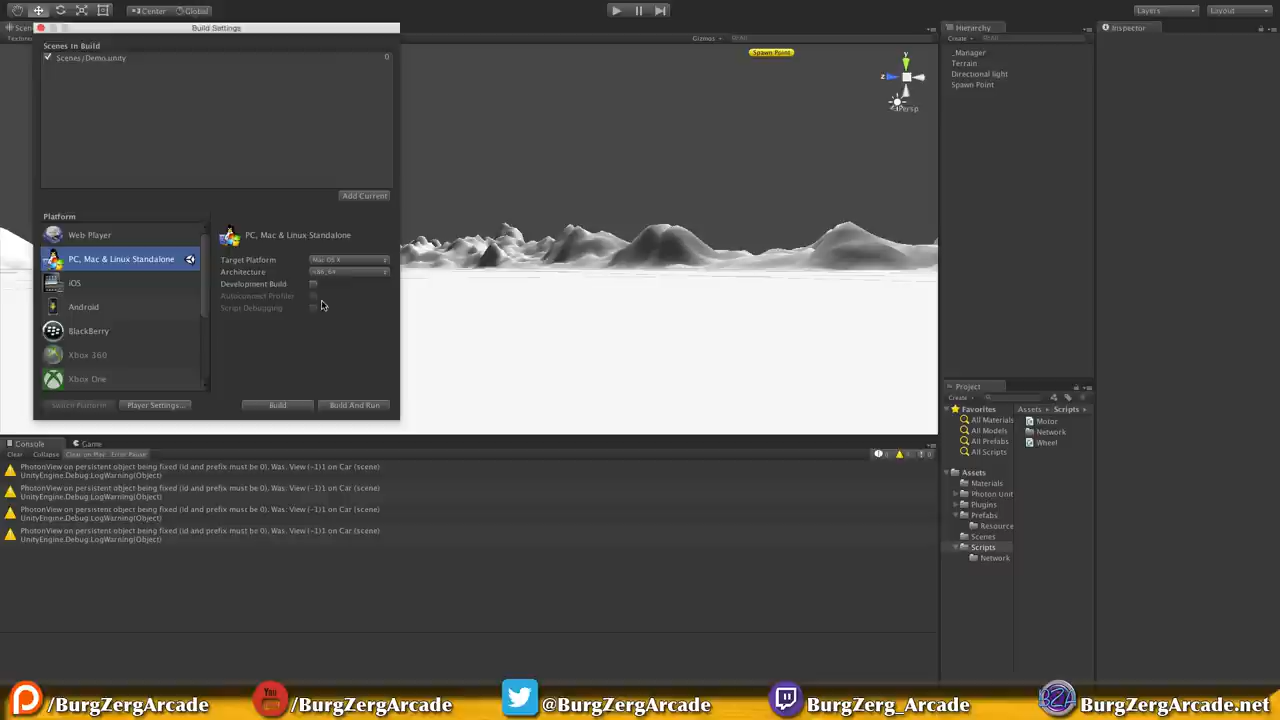 Center
Global
Layers
Layout
Build Settings
Scenes In Build
Scenes/Demo.unity
0
Add Current
Platform
Web Player
PC, Mac & Linux Standalone
iOS
Android
BlackBerry
Xbox 360
Xbox One
PC, Mac & Linux Standalone
Target Platform
Mac OS X
Architecture
x86_64
Development Build
Autoconnect Profiler
Script Debugging
Switch Platform
Player Settings...
Build
Build And Run
Gizmos
Spawn Point
y
z
Persp
Hierarchy
Create
_Manager
Terrain
Directional light
Spawn Point
Inspector
Project
Create
Favorites
All Materials
All Models
All Prefabs
All Scripts
Assets
Materials
Photon Unit
Plugins
Prefabs
Resource
Scenes
Scripts
Network
Assets
Scripts
Motor
Network
Wheel
Console
Game
Clear
Collapse
Clear on Play
Error Pause
PhotonView on persistent object being fixed (id and prefix must be 0). Was: View (-1)1 on Car (scene)
UnityEngine.Debug:LogWarning(Object)
PhotonView on persistent object being fixed (id and prefix must be 0). Was: View (-1)1 on Car (scene)
UnityEngine.Debug:LogWarning(Object)
PhotonView on persistent object being fixed (id and prefix must be 0). Was: View (-1)1 on Car (scene)
UnityEngine.Debug:LogWarning(Object)
PhotonView on persistent object being fixed (id and prefix must be 0). Was: View (-1)1 on Car (scene)
UnityEngine.Debug:LogWarning(Object)
/BurgZergArcade
You
/BurgZergArcade
@BurgZergArcade
/BurgZerg_Arcade
BZA
BurgZergArcade.net